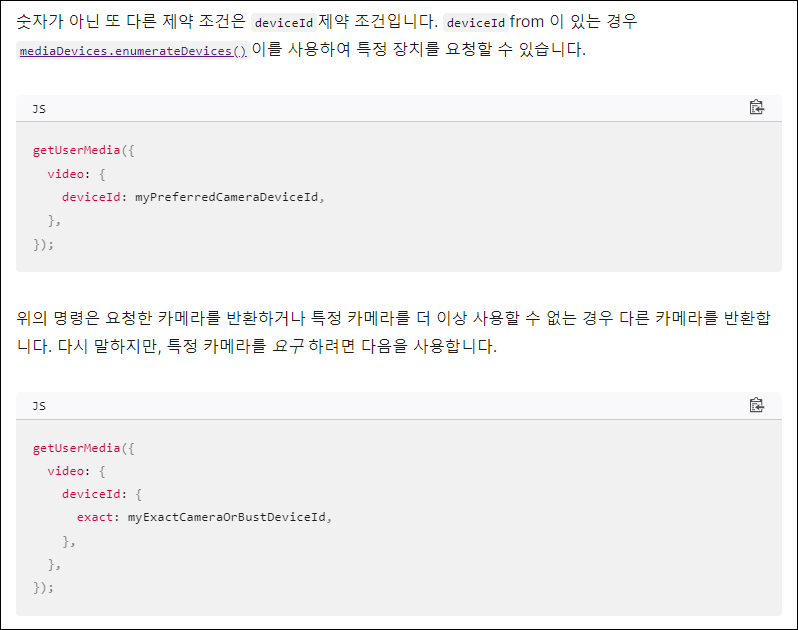 숫자가 아닌 또 다른 제약 조건은 deviceId 제약 조건입니다. deviceId from 이 있는 경우
mediaDevices.enumerateDevices() 이를 사용하여 특정 장치를 요청할 수 있습니다.
JS
getUserMedia({
  video: {
    deviceId: myPreferredCameraDeviceId,
  },
});
위의 명령은 요청한 카메라를 반환하거나 특정 카메라를 더 이상 사용할 수 없는 경우 다른 카메라를 반환합
니다. 다시 말하지만, 특정 카메라를 요구 하려면 다음을 사용합니다.
JS
getUserMedia({
  video: {
    deviceId: {
      exact: myExactCameraOrBustDeviceId,
    },
  },
});